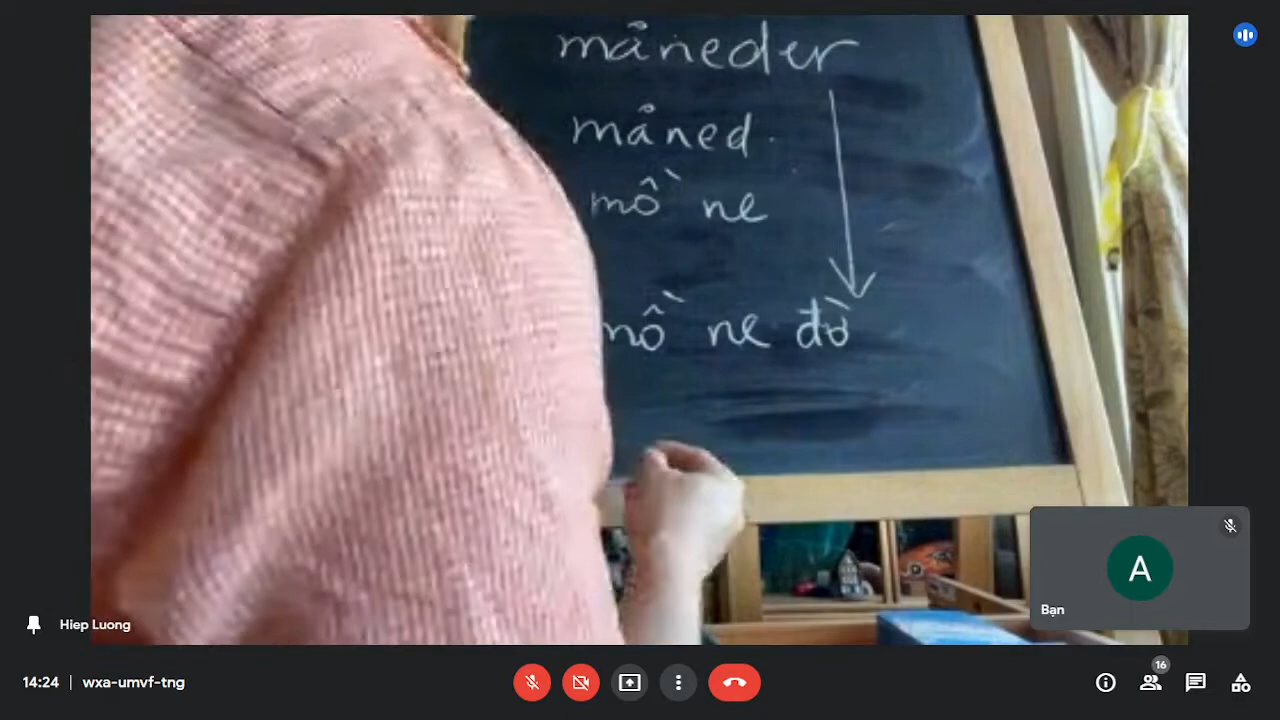 måneder
måned.
mồ ne
mồ ne đờ
A
Bạn
Hiep Luong
14:24 | wxa-umvf-tng
16